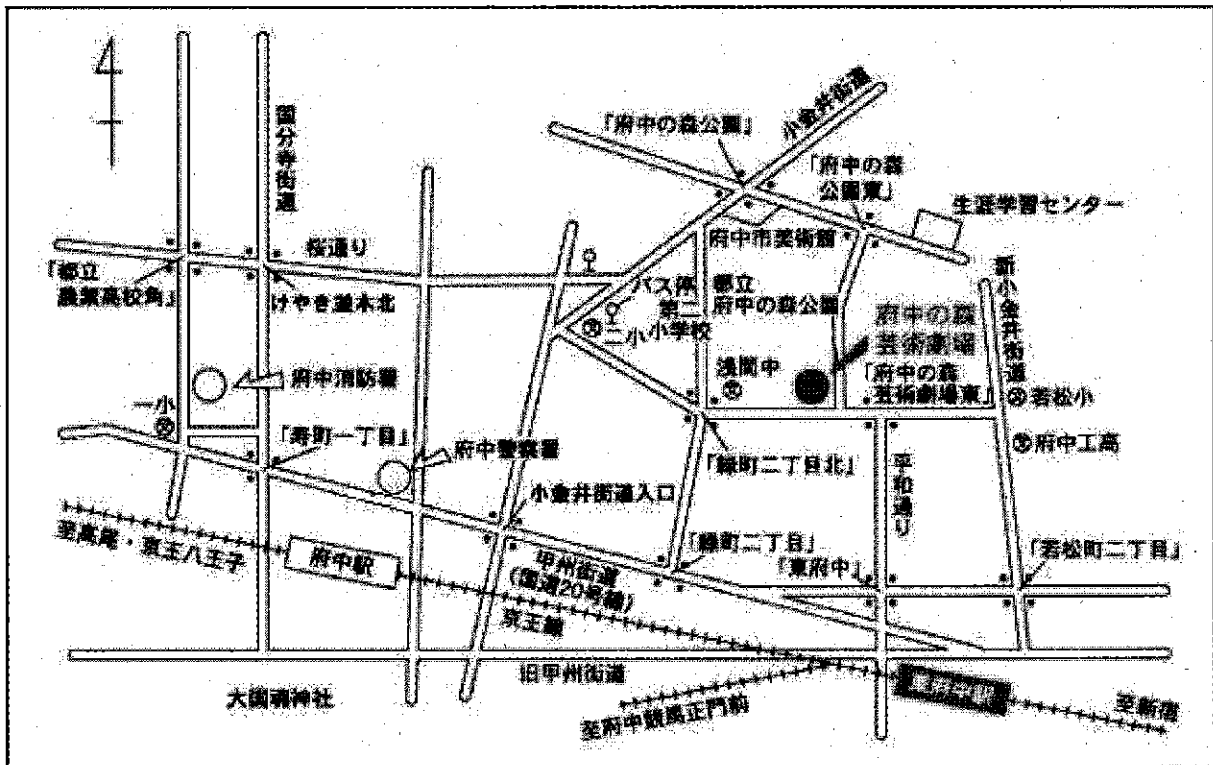 小金井街道
「府中の森公園」
国分寺街道
「府中の森
公園東」
生涯学習センター
桜通り
府中市美術館
「都立
農業高校角」
けやき並木北
バス停
第二
小学校
二小
都立
府中の森公園
新小金井街道
府中の森
芸術劇場
浅間中
「府中の森
芸術劇場東」
若松小
府中消防署
一小
「寿町一丁目」
府中警察署
「緑町二丁目北」
府中工高
平和通り
小金井街道入口
「緑町二丁目」
「若松町二丁目」
「東府中」
至高尾・京王八王子
府中駅
甲州街道
(国道20号線)
京王線
旧甲州街道
大国魂神社
至府中競馬正門前
至新宿